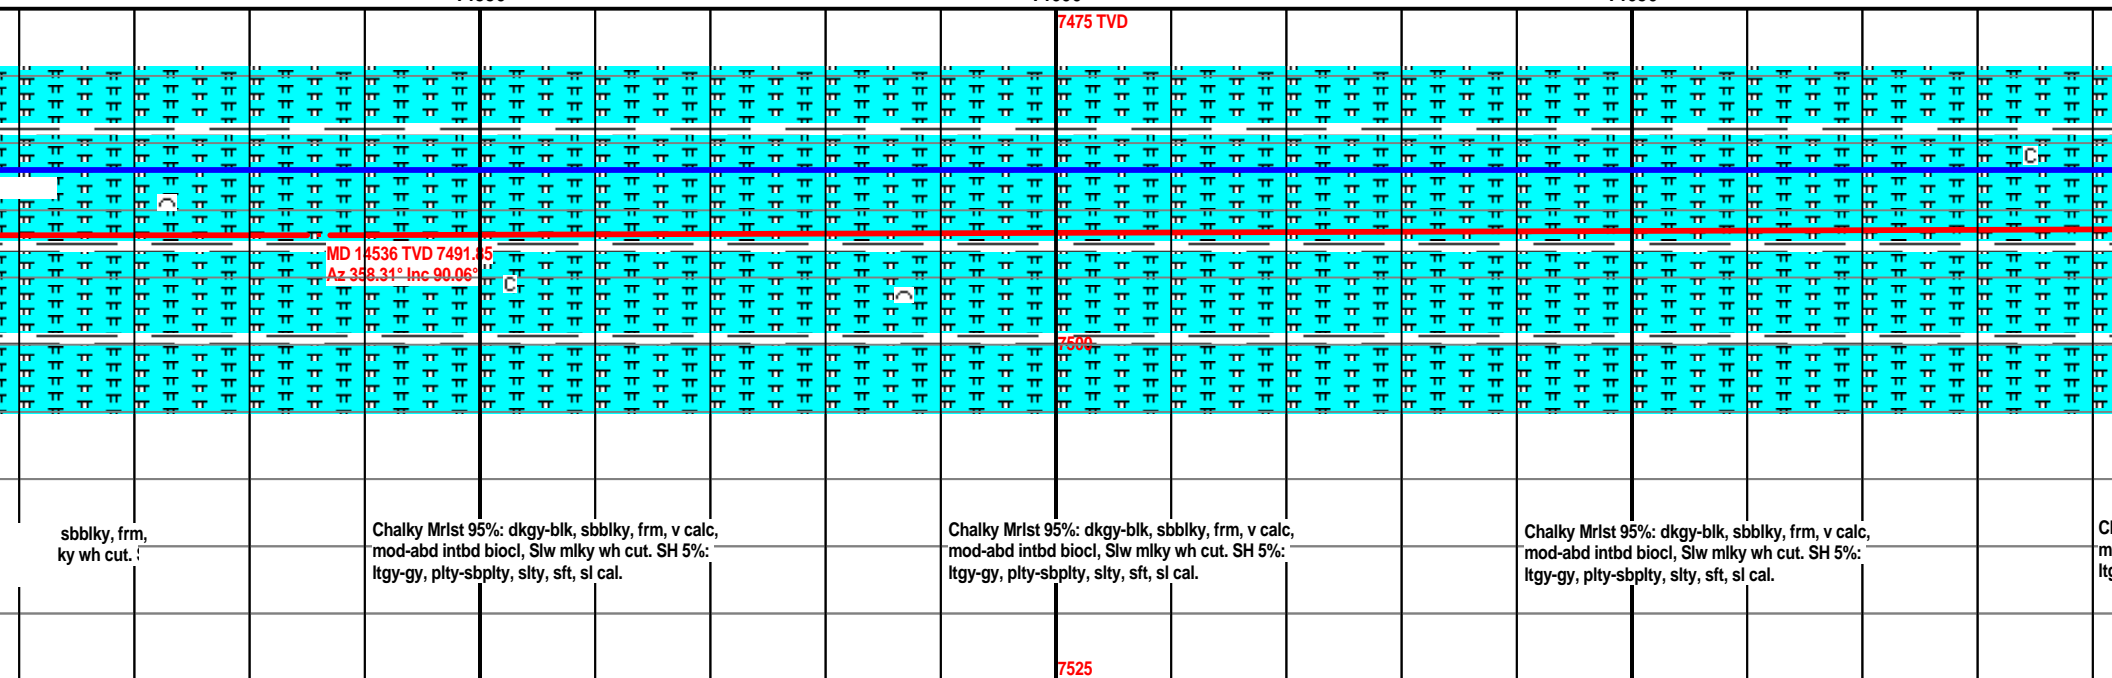 7475 TVD
C
MD 14536 TVD 7491.85
Az 358.31° Inc 90.06°
C
7500
sbblky, frm,
ky wh cut.
Chalky Mrlst 95%: dkgy-blk, sbblky, frm, v calc,
mod-abd intbd biocl, Slw mlky wh cut. SH 5%:
ltgy-gy, plty-sbplty, slty, sft, sl cal.
Chalky Mrlst 95%: dkgy-blk, sbblky, frm, v calc,
mod-abd intbd biocl, Slw mlky wh cut. SH 5%:
ltgy-gy, plty-sbplty, slty, sft, sl cal.
Chalky Mrlst 95%: dkgy-blk, sbblky, frm, v calc,
mod-abd intbd biocl, Slw mlky wh cut. SH 5%:
ltgy-gy, plty-sbplty, slty, sft, sl cal.
7525